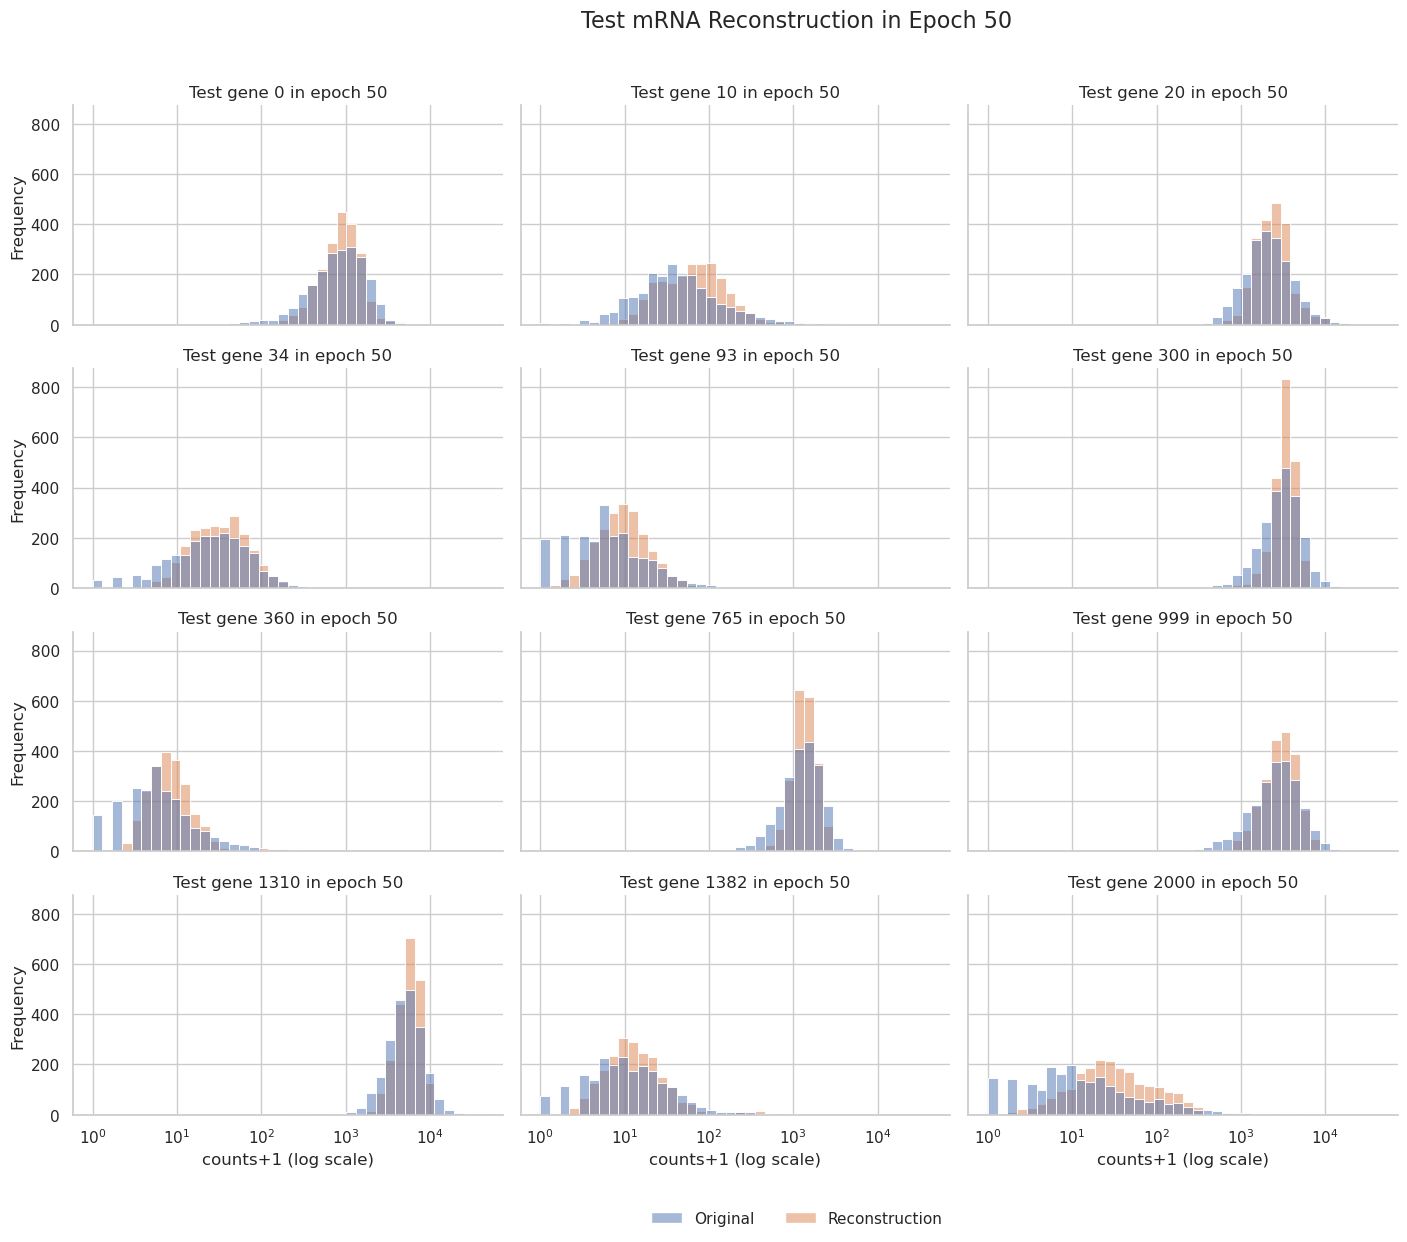 Test mRNA Reconstruction in Epoch 50
Test gene 0 in epoch 50
Test gene 10 in epoch 50
Test gene 20 in epoch 50
800
600
400
200
0
Frequency
Test gene 34 in epoch 50
Test gene 93 in epoch 50
Test gene 300 in epoch 50
800
600
400
200
0
Frequency
Test gene 360 in epoch 50
Test gene 765 in epoch 50
Test gene 999 in epoch 50
800
600
400
200
0
Frequency
Test gene 1310 in epoch 50
Test gene 1382 in epoch 50
Test gene 2000 in epoch 50
800
600
400
200
0
Frequency
10⁰ 10¹ 10² 10³ 10⁴
10⁰ 10¹ 10² 10³ 10⁴
10⁰ 10¹ 10² 10³ 10⁴
counts+1 (log scale)
counts+1 (log scale)
counts+1 (log scale)
Original
Reconstruction